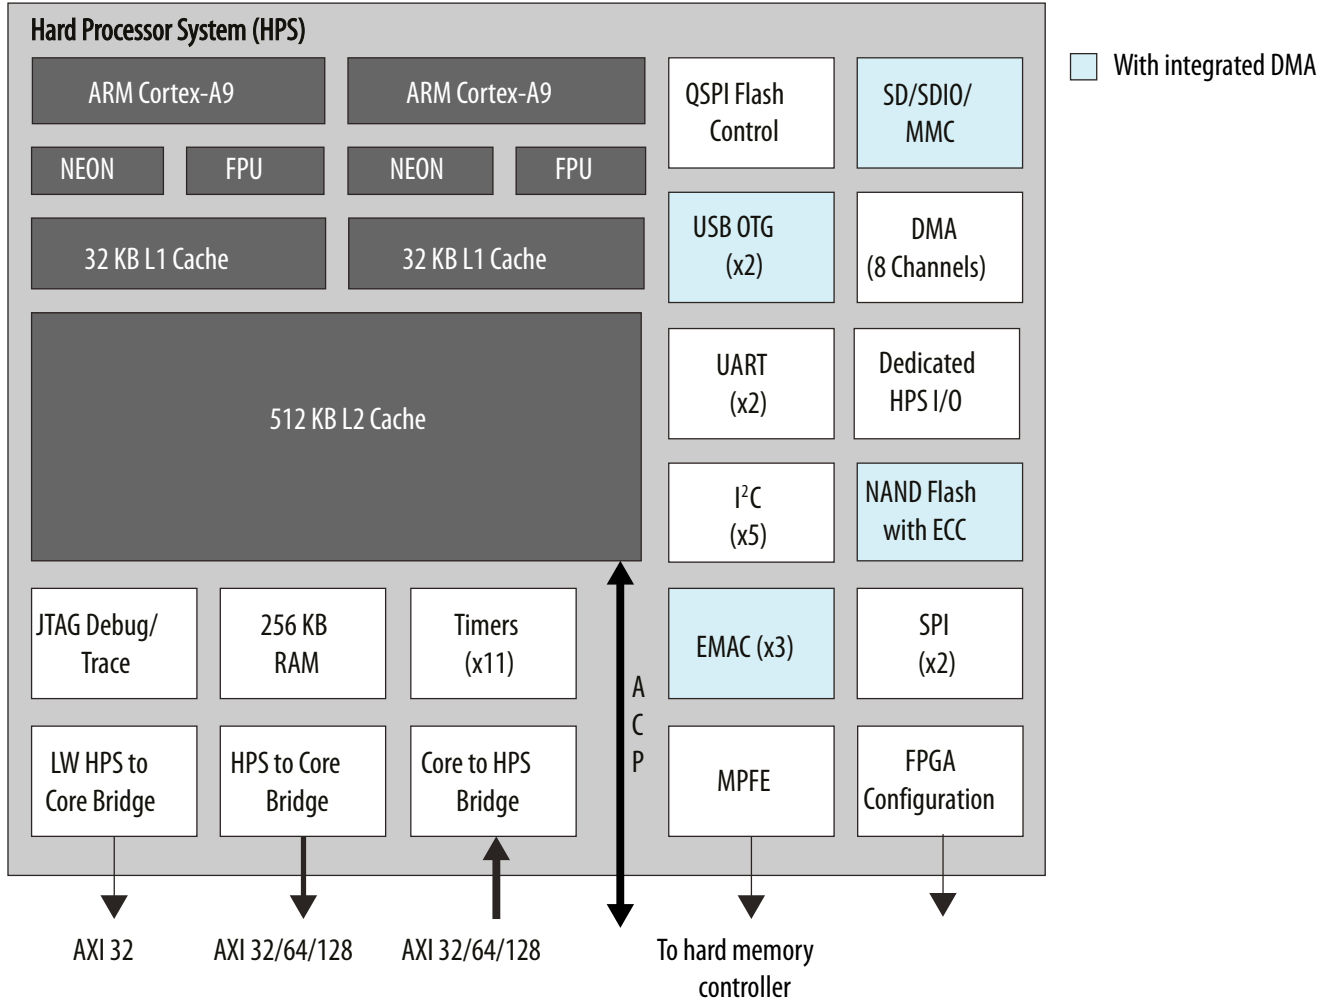 Hard Processor System (HPS)
ARM Cortex-A9
ARM Cortex-A9
NEON
FPU
NEON
FPU
32 KB L1 Cache
32 KB L1 Cache
512 KB L2 Cache
JTAG Debug/
Trace
256 KB
RAM
Timers
(x11)
LW HPS to
Core Bridge
HPS to Core
Bridge
Core to HPS
Bridge
A
C
P
QSPI Flash
Control
SD/SDIO/
MMC
USB OTG
(x2)
DMA
(8 Channels)
UART
(x2)
Dedicated
HPS I/O
I²C
(x5)
NAND Flash
with ECC
EMAC (x3)
SPI
(x2)
MPFE
FPGA
Configuration
AXI 32
AXI 32/64/128
AXI 32/64/128
To hard memory
controller
With integrated DMA